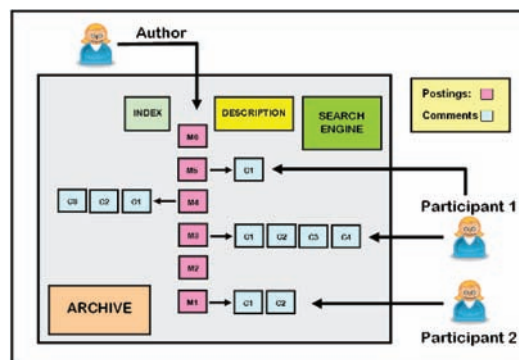 Author
Postings:
Comments
INDEX
DESCRIPTION
SEARCH
ENGINE
M6
M5
C1
C3 C2 C1
M4
Participant 1
M3
C1 C2 C3 C4
M2
M1
C1 C2
ARCHIVE
Participant 2